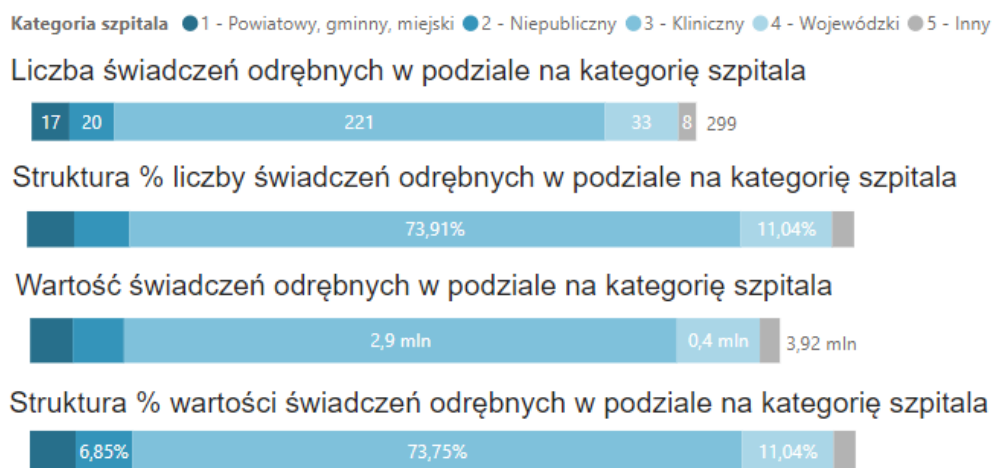 Kategoria szpitala 1 - Powiatowy, gminny, miejski 2 - Niepubliczny 3 - Kliniczny 4 - Wojewódzki 5 - Inny
Liczba świadczeń odrębnych w podziale na kategorię szpitala
17 20 221 33 8 299
Struktura % liczby świadczeń odrębnych w podziale na kategorię szpitala
73,91% 11,04%
Wartość świadczeń odrębnych w podziale na kategorię szpitala
2,9 mln 0,4 mln 3,92 mln
Struktura % wartości świadczeń odrębnych w podziale na kategorię szpitala
6,85% 73,75% 11,04%